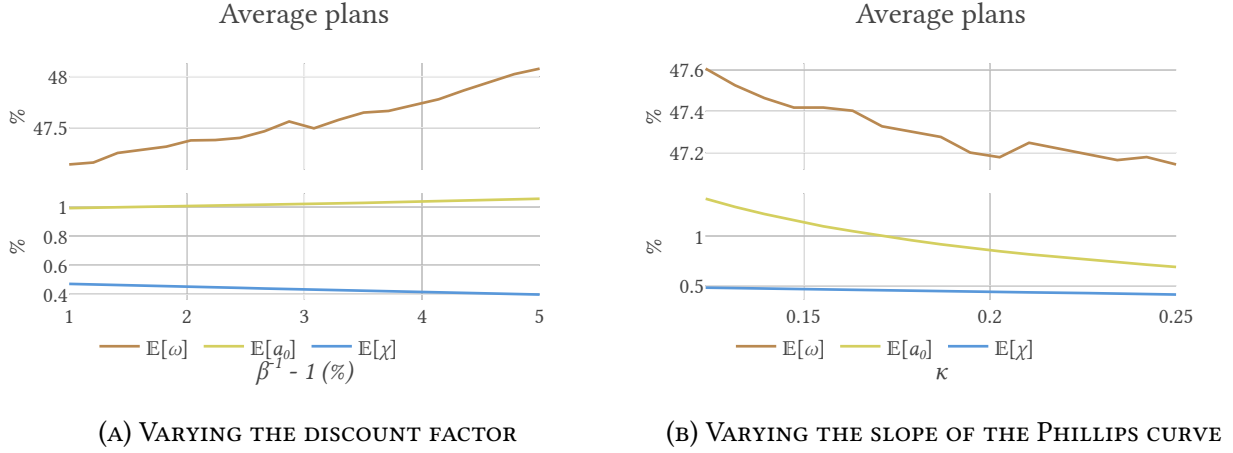 Average plans
%
48
47.5
%
1
0.8
0.6
0.4
1 2 3 4 5
𝔼[ω] 𝔼[a₀] 𝔼[χ]
β⁻¹ - 1 (%)
(A) VARYING THE DISCOUNT FACTOR
Average plans
%
47.6
47.4
47.2
%
1
0.5
0.15 0.2 0.25
𝔼[ω] 𝔼[a₀] 𝔼[χ]
κ
(B) VARYING THE SLOPE OF THE PHILLIPS CURVE